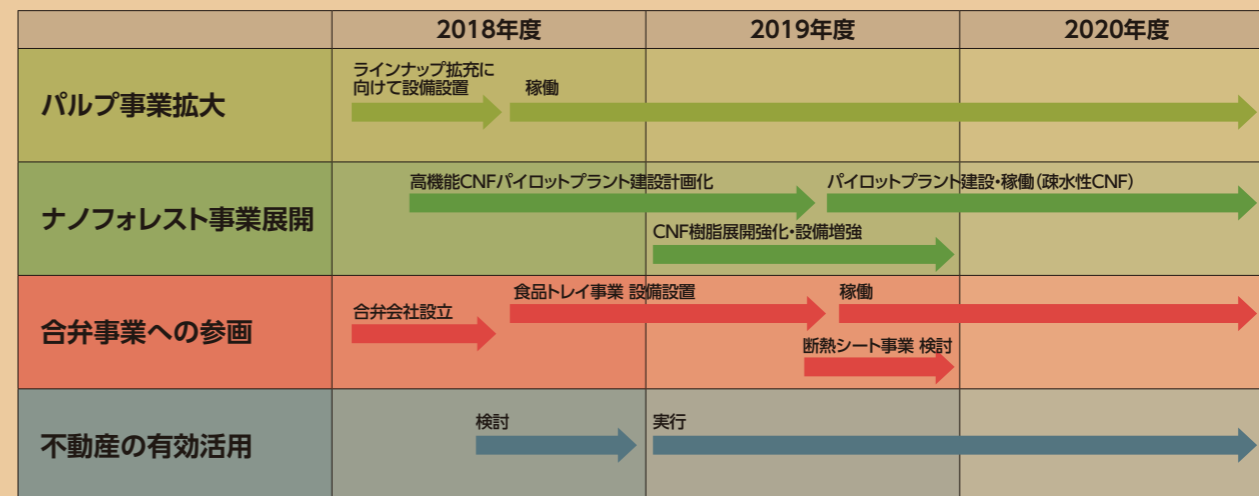 2018年度 2019年度 2020年度
パルプ事業拡大
ラインナップ拡充に
向けて設備設置
稼働
ナノフォレスト事業展開
高機能CNFパイロットプラント建設計画化
パイロットプラント建設・稼働(疎水性CNF)
CNF樹脂展開強化・設備増強
合弁事業への参画
合弁会社設立
食品トレイ事業 設備設置
稼働
断熱シート事業 検討
不動産の有効活用
検討
実行